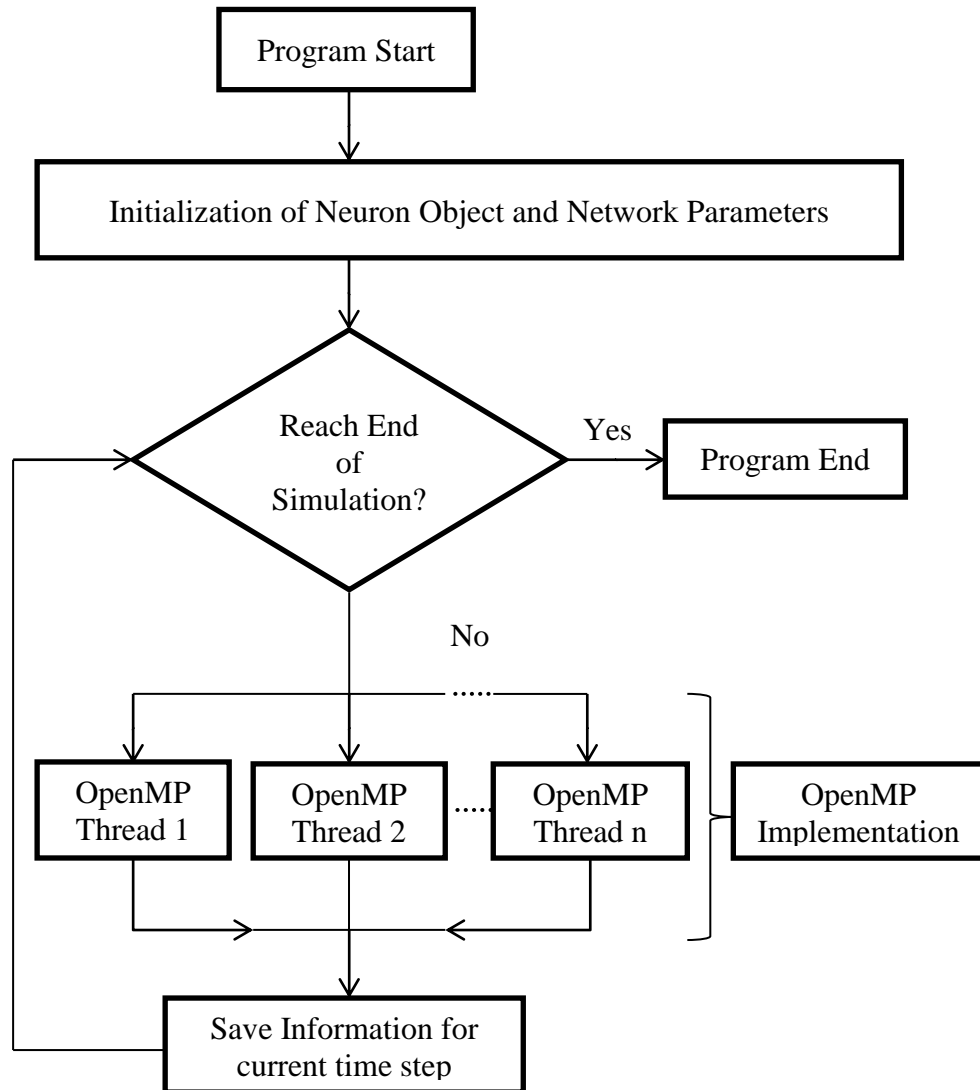 Program Start
Initialization of Neuron Object and Network Parameters
Reach End
of
Simulation?
Yes
Program End
No
.....
OpenMP
Thread 1
OpenMP
Thread 2
.....
OpenMP
Thread n
OpenMP
Implementation
Save Information for
current time step